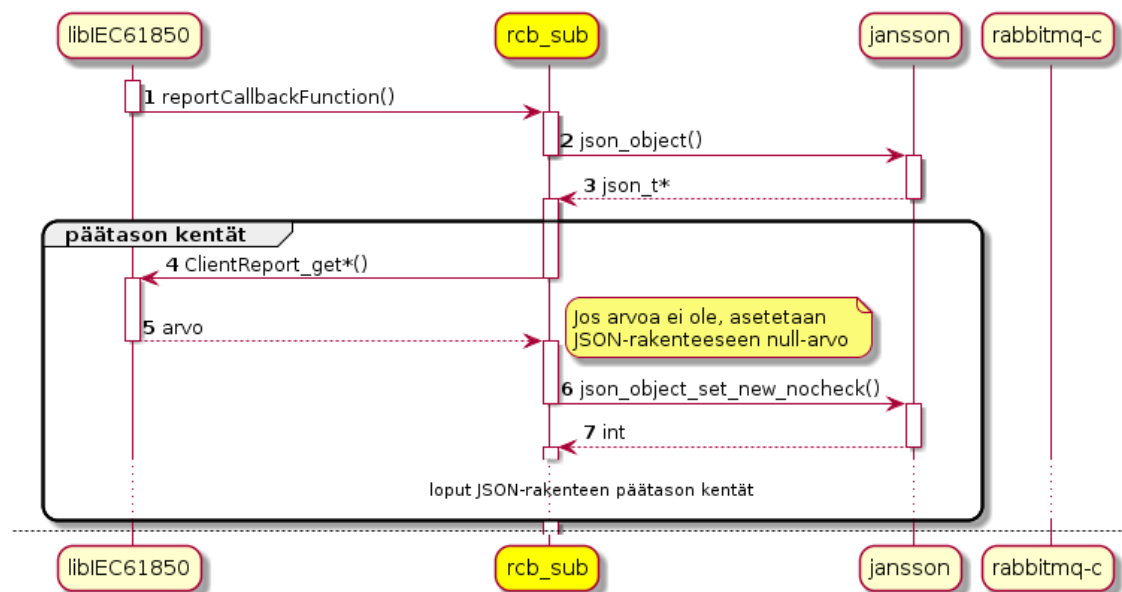 libIEC61850
rcb_sub
jansson
rabbitmq-c
1 reportCallbackFunction()
2 json_object()
3 json_t*
päätason kentät
4 ClientReport_get*()
5 arvo
Jos arvoa ei ole, asetetaan
JSON-rakenteeseen null-arvo
6 json_object_set_new_nocheck()
7 int
loput JSON-rakenteen päätason kentät
libIEC61850
rcb_sub
jansson
rabbitmq-c